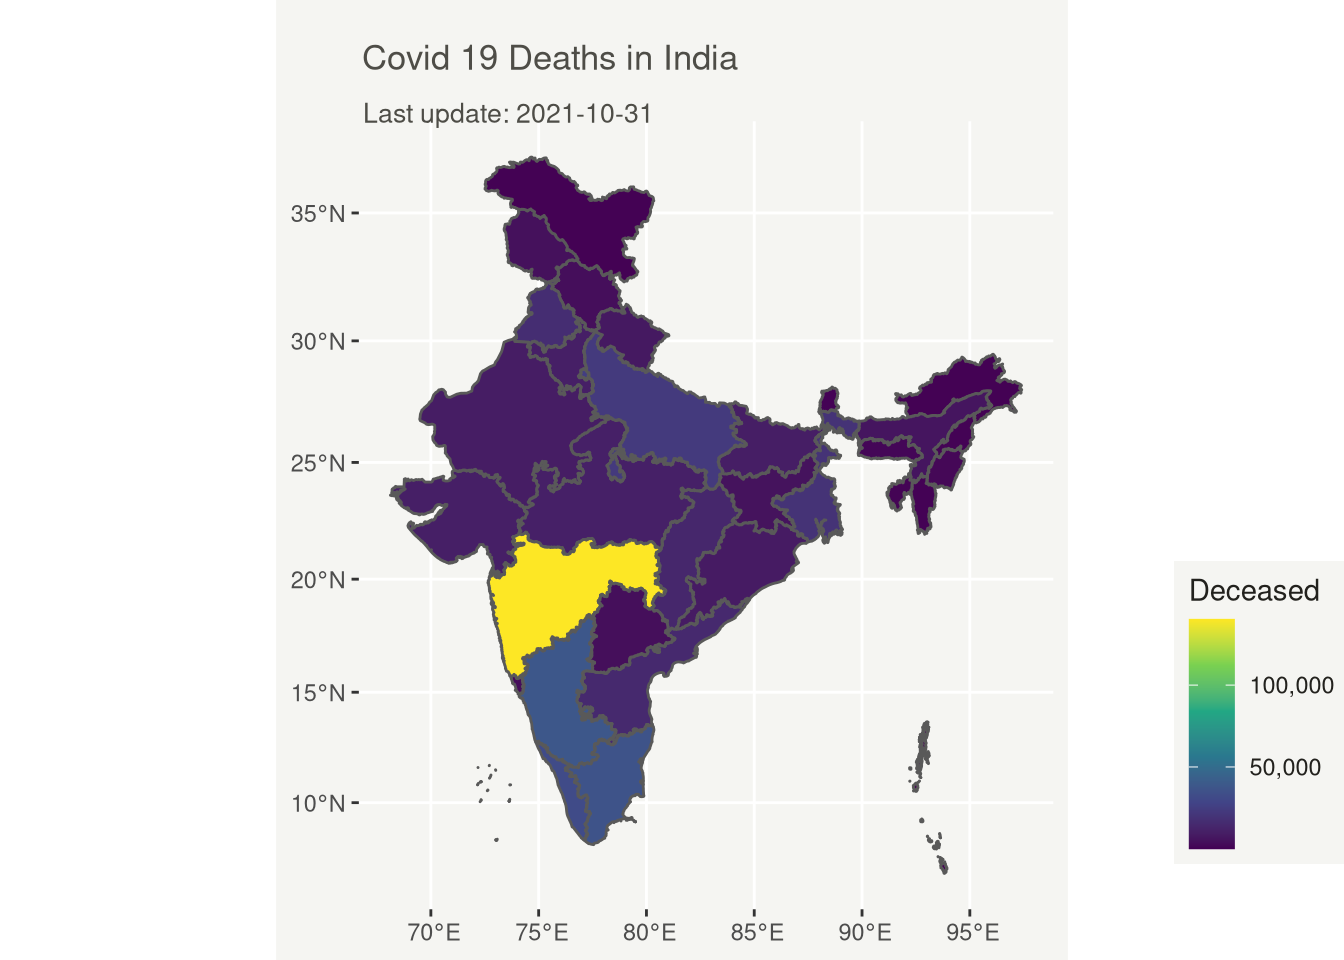 Covid 19 Deaths in India
Last update: 2021-10-31
35°N
30°N
25°N
20°N
15°N
10°N
70°E 75°E 80°E 85°E 90°E 95°E
Deceased
100,000
50,000